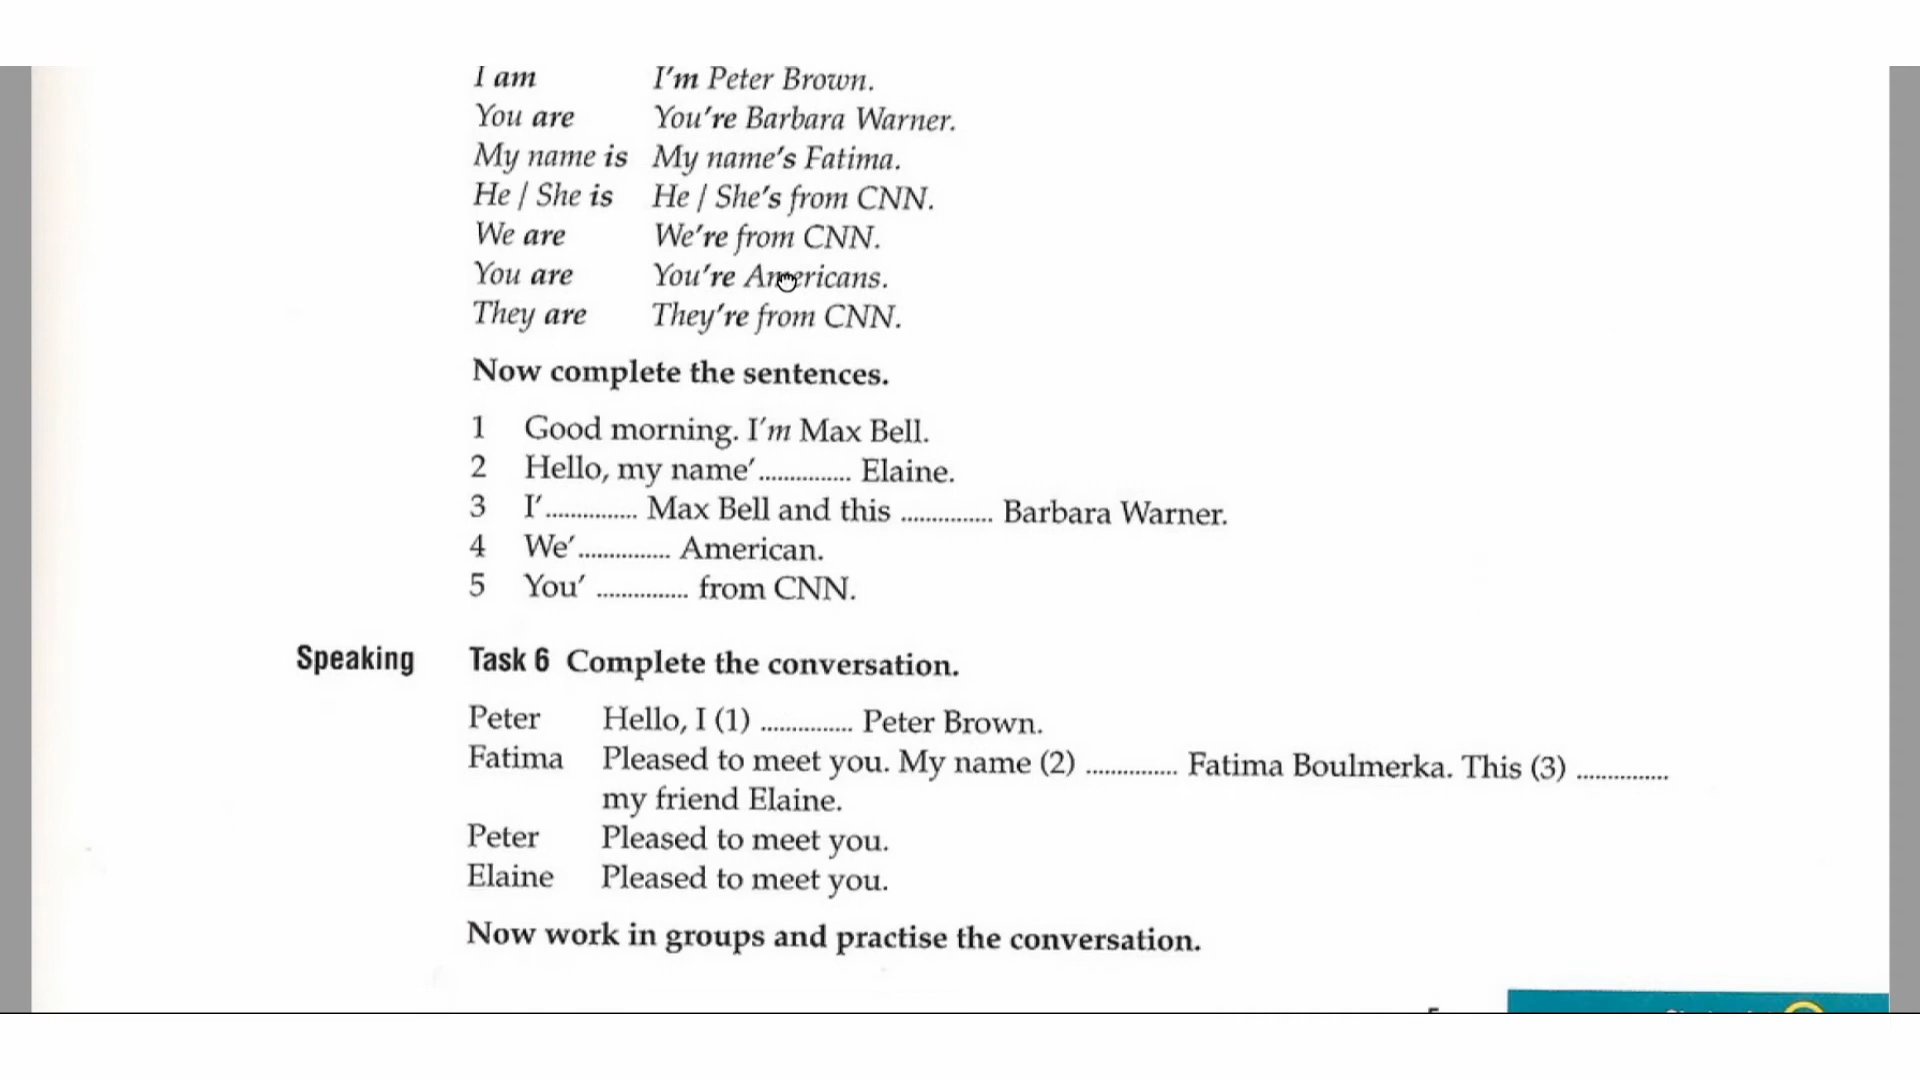 I am I'm Peter Brown.
You are You're Barbara Warner.
My name is My name's Fatima.
He / She is He / She's from CNN.
We are We're from CNN.
You are You're Americans.
They are They're from CNN.
Now complete the sentences.
1 Good morning. I'm Max Bell.
2 Hello, my name' ............... Elaine.
3 I' ............... Max Bell and this ............... Barbara Warner.
4 We' ............... American.
5 You' ............... from CNN.
Speaking Task 6 Complete the conversation.
Peter Hello, I (1) ............... Peter Brown.
Fatima Pleased to meet you. My name (2) ............... Fatima Boulmerka. This (3) ...............
my friend Elaine.
Peter Pleased to meet you.
Elaine Pleased to meet you.
Now work in groups and practise the conversation.